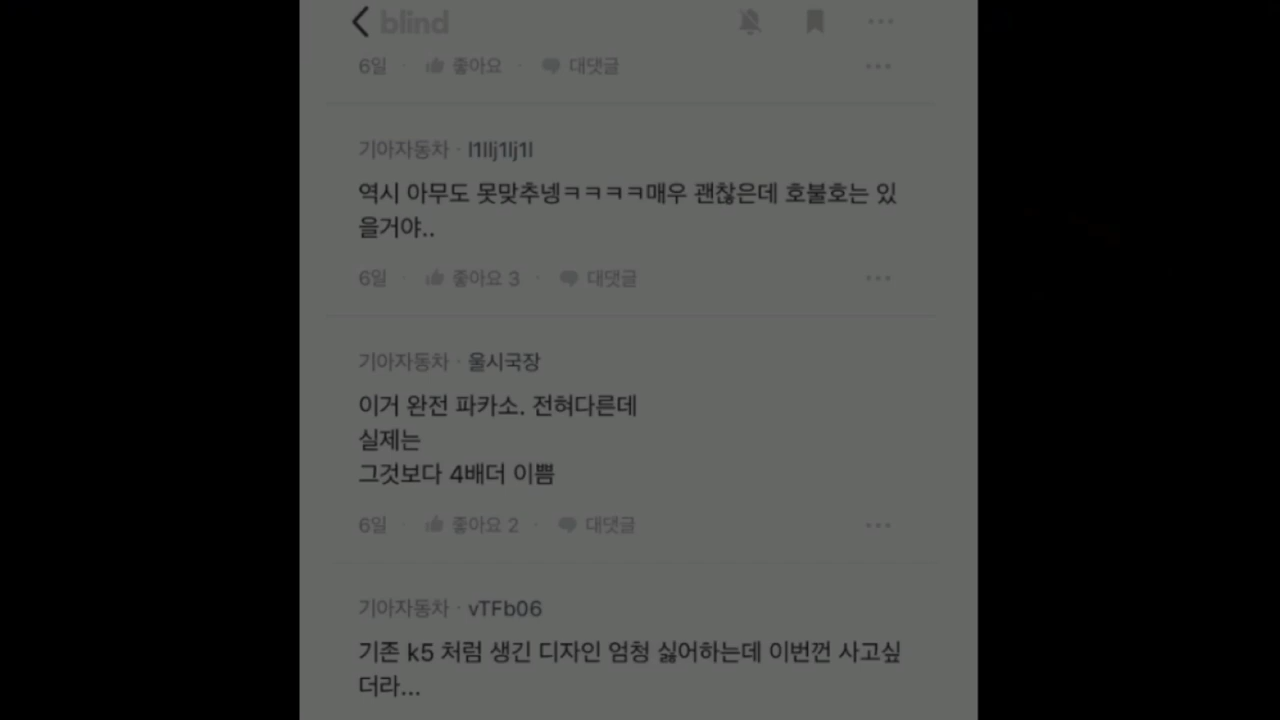 blind
6일 · 좋아요 · 대댓글
기아자동차 · l1llj1lj1l
역시 아무도 못맞추넹ㅋㅋㅋㅋ매우 괜찮은데 호불호는 있
을거야..
6일 · 좋아요 3 · 대댓글
기아자동차 · 울시국장
이거 완전 파카소. 전혀다른데
실제는
그것보다 4배더 이쁨
6일 · 좋아요 2 · 대댓글
기아자동차 · vTFb06
기존 k5 처럼 생긴 디자인 엄청 싫어하는데 이번껀 사고싶
더라...